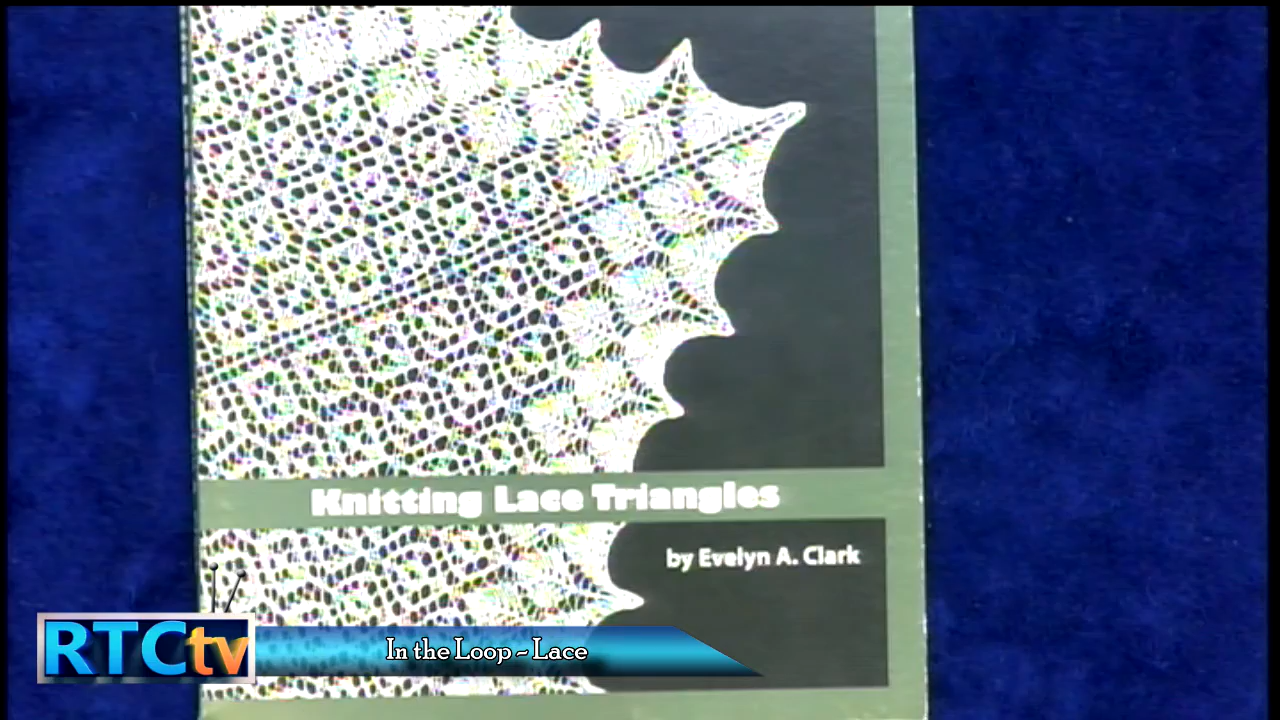 Knitting Lace Triangles
by Evelyn A. Clark
RTCtv
In the Loop - Lace